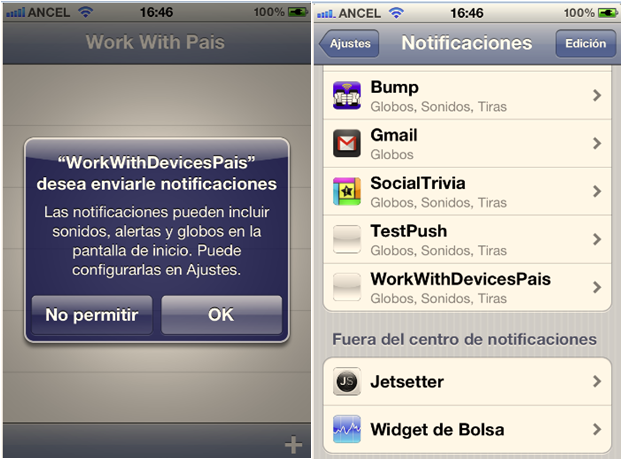 ANCEL 16:46 100%
Work With Pais
“WorkWithDevicesPais”
desea enviarle notificaciones
Las notificaciones pueden incluir
sonidos, alertas y globos en la
pantalla de inicio. Puede
configurarlas en Ajustes.
No permitir OK
ANCEL 16:46 100%
Ajustes Notificaciones Edición
Bump
Globos, Sonidos, Tiras
Gmail
Globos
SocialTrivia
Globos, Sonidos, Tiras
TestPush
Globos, Sonidos, Tiras
WorkWithDevicesPais
Globos, Sonidos, Tiras
Fuera del centro de notificaciones
JS Jetsetter
Widget de Bolsa